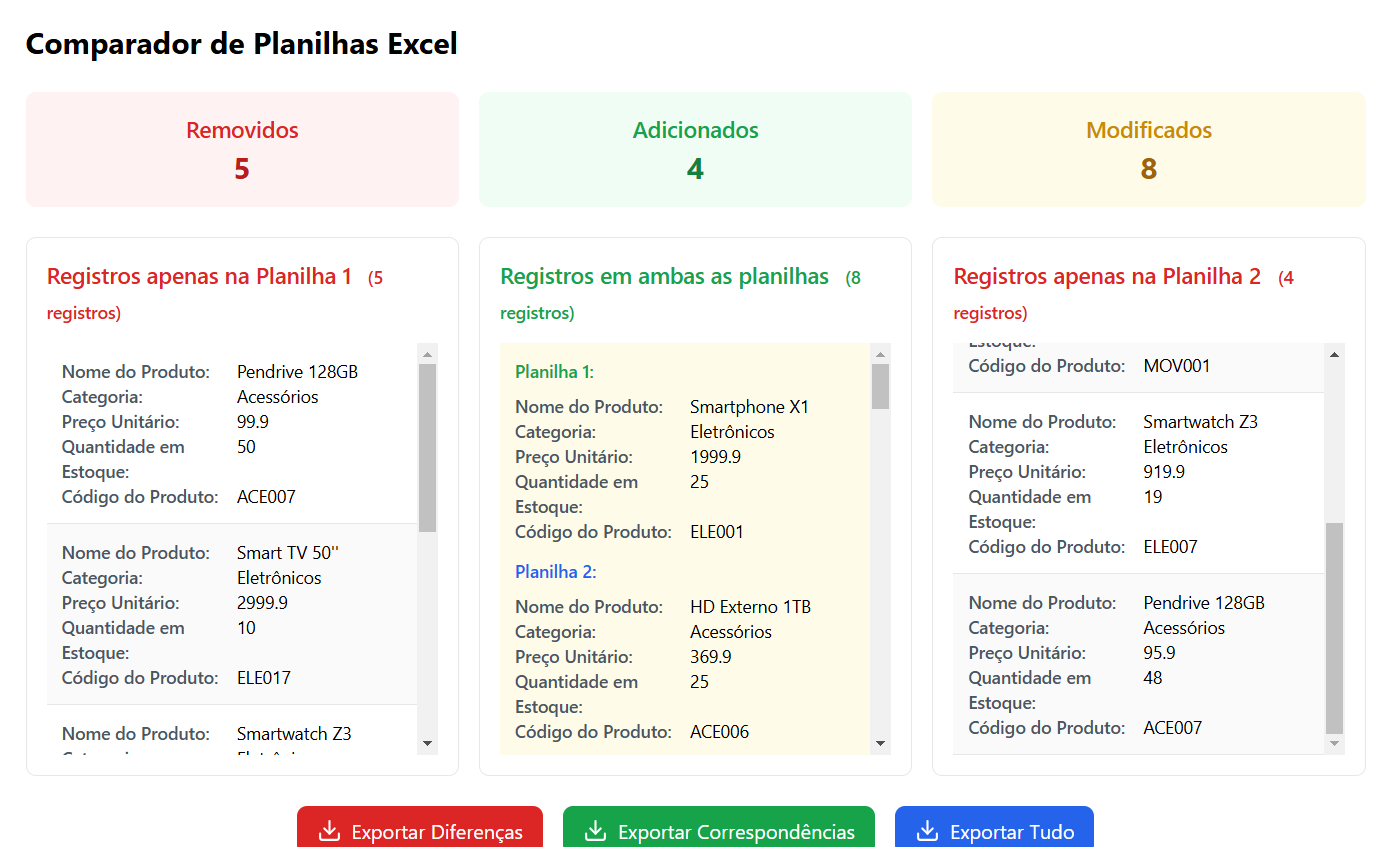 Comparador de Planilhas Excel
Removidos
5
Adicionados
4
Modificados
8
Registros apenas na Planilha 1 (5
registros)
Nome do Produto: Pendrive 128GB
Categoria: Acessórios
Preço Unitário: 99.9
Quantidade em 50
Estoque:
Código do Produto: ACE007
Nome do Produto: Smart TV 50''
Categoria: Eletrônicos
Preço Unitário: 2999.9
Quantidade em 10
Estoque:
Código do Produto: ELE017
Nome do Produto: Smartwatch Z3
Registros em ambas as planilhas (8
registros)
Planilha 1:
Nome do Produto: Smartphone X1
Categoria: Eletrônicos
Preço Unitário: 1999.9
Quantidade em 25
Estoque:
Código do Produto: ELE001
Planilha 2:
Nome do Produto: HD Externo 1TB
Categoria: Acessórios
Preço Unitário: 369.9
Quantidade em 25
Estoque:
Código do Produto: ACE006
Registros apenas na Planilha 2 (4
registros)
Estoque:
Código do Produto: MOV001
Nome do Produto: Smartwatch Z3
Categoria: Eletrônicos
Preço Unitário: 919.9
Quantidade em 19
Estoque:
Código do Produto: ELE007
Nome do Produto: Pendrive 128GB
Categoria: Acessórios
Preço Unitário: 95.9
Quantidade em 48
Estoque:
Código do Produto: ACE007
Exportar Diferenças
Exportar Correspondências
Exportar Tudo